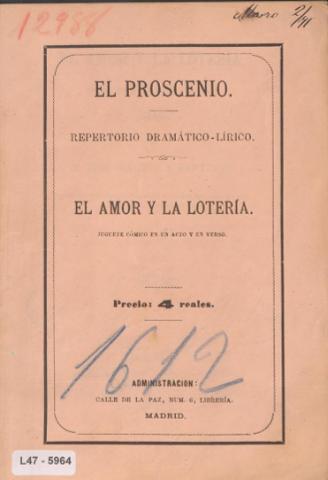 12988
Marzo 2/91
EL PROSCENIO.
REPERTORIO DRAMÁTICO-LÍRICO.
EL AMOR Y LA LOTERÍA.
JUGUETE CÓMICO EN UN ACTO Y EN VERSO.
Precio: 4 reales.
1612
ADMINISTRACION:
CALLE DE LA PAZ, NUM. 6, LIBRERÍA.
MADRID.
L47 - 5964